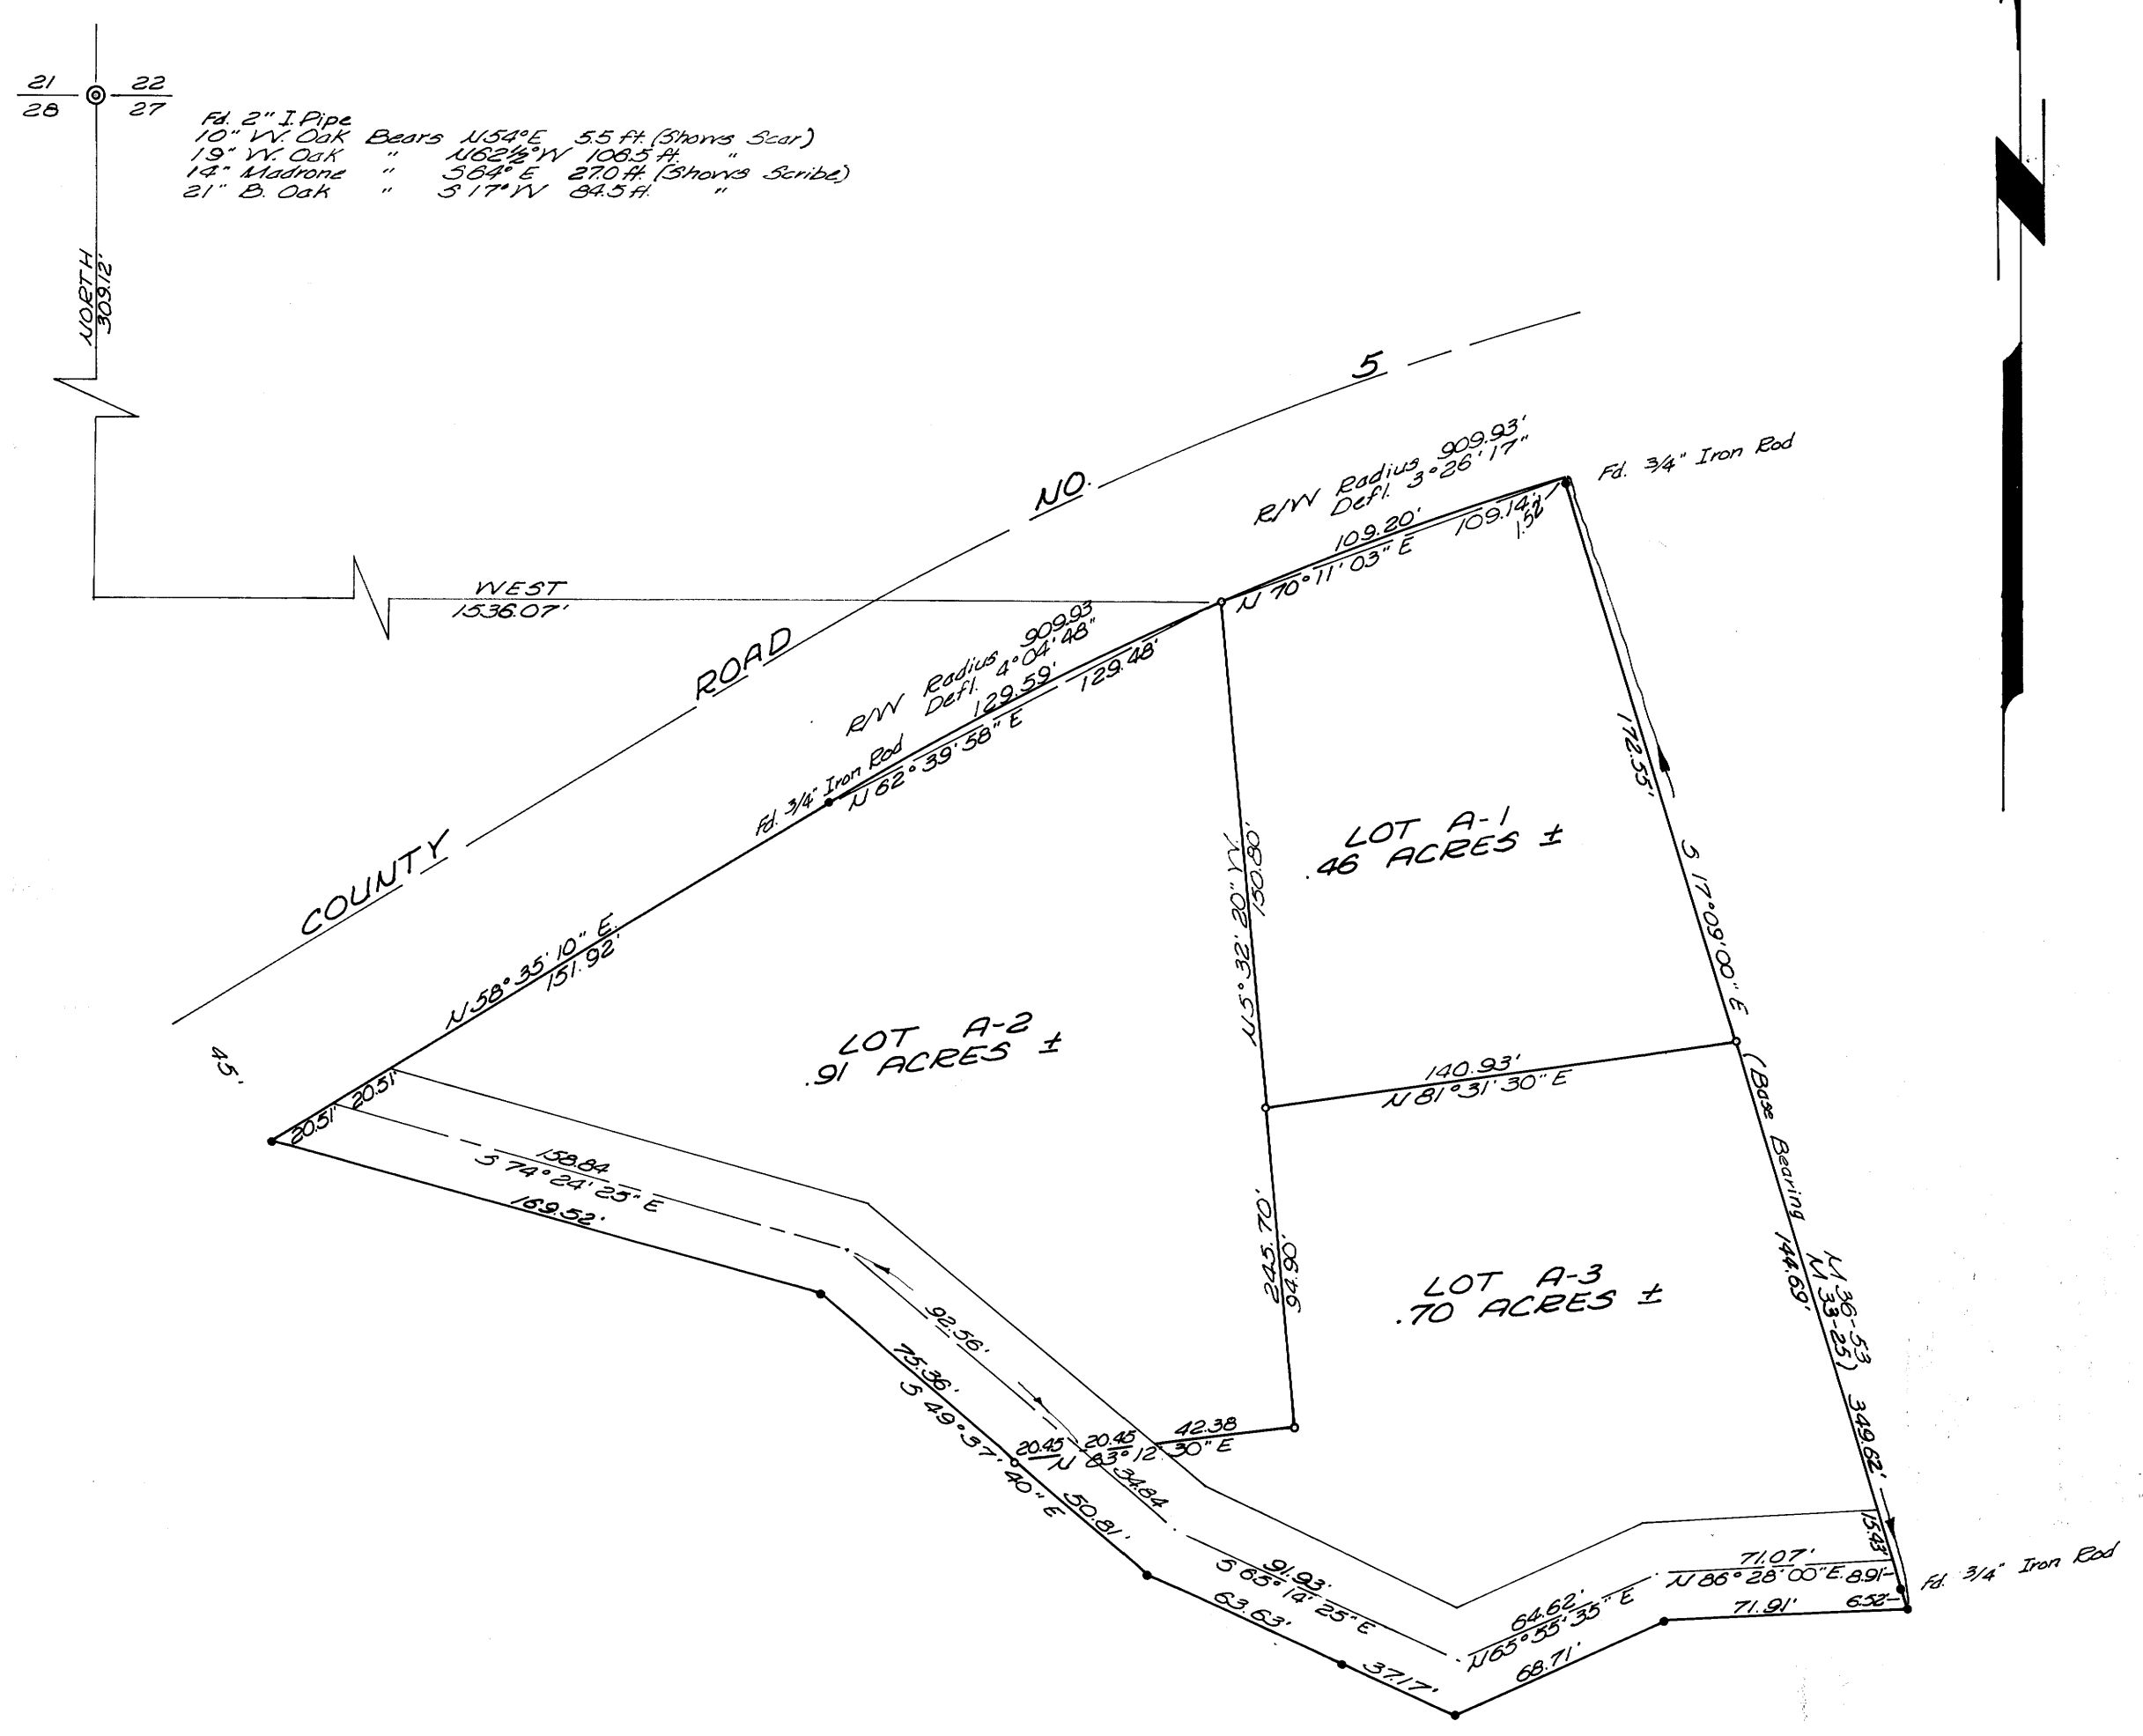 21 22
28 27
Fd. 2" I. Pipe
10" W. Oak Bears N54°E 5.5 ft. (Shows Scar)
19" W. Oak " N62½°W 106.5 ft. "
14" Madrone " S64°E 27.0 ft. (Shows Scribe)
21" B. Oak " S17°W 84.5 ft. "
NORTH
309.12'
WEST
1536.07'
COUNTY ROAD NO. 5
R/W Radius 909.93'
Defl. 3°26'17"
109.20'
109.14'
1.52'
N 70°11'03" E
Fd. 3/4" Iron Rod
R/W Radius 909.93
Defl. 4°04'48"
129.59'
129.48'
N 62°39'58" E
Fd. 3/4" Iron Rod
N 58°35'10" E.
151.92'
45'
20.51'
20.51'
172.55'
S 17°09'00" E
LOT A-1
.46 ACRES ±
N5°32'20" W.
150.80'
LOT A-2
.91 ACRES ±
140.93'
N 81°31'30" E
(Base Bearing
M 36-53
M 33-25)
144.69'
349.62'
158.84
S 74°24'25" E
169.52'
245.70'
94.90'
LOT A-3
.70 ACRES ±
92.56'
75.36'
S 49°37'40" E
20.45 20.45 42.38
N 83°12'30" E
34.84
50.81'
91.93'
S 65°14'25" E
63.63'
37.17'
64.62'
N65°55'35" E
68.71'
71.07'
N 86°28'00" E.
71.91'
15.43'
8.91'
6.52'
Fd. 3/4" Iron Rod